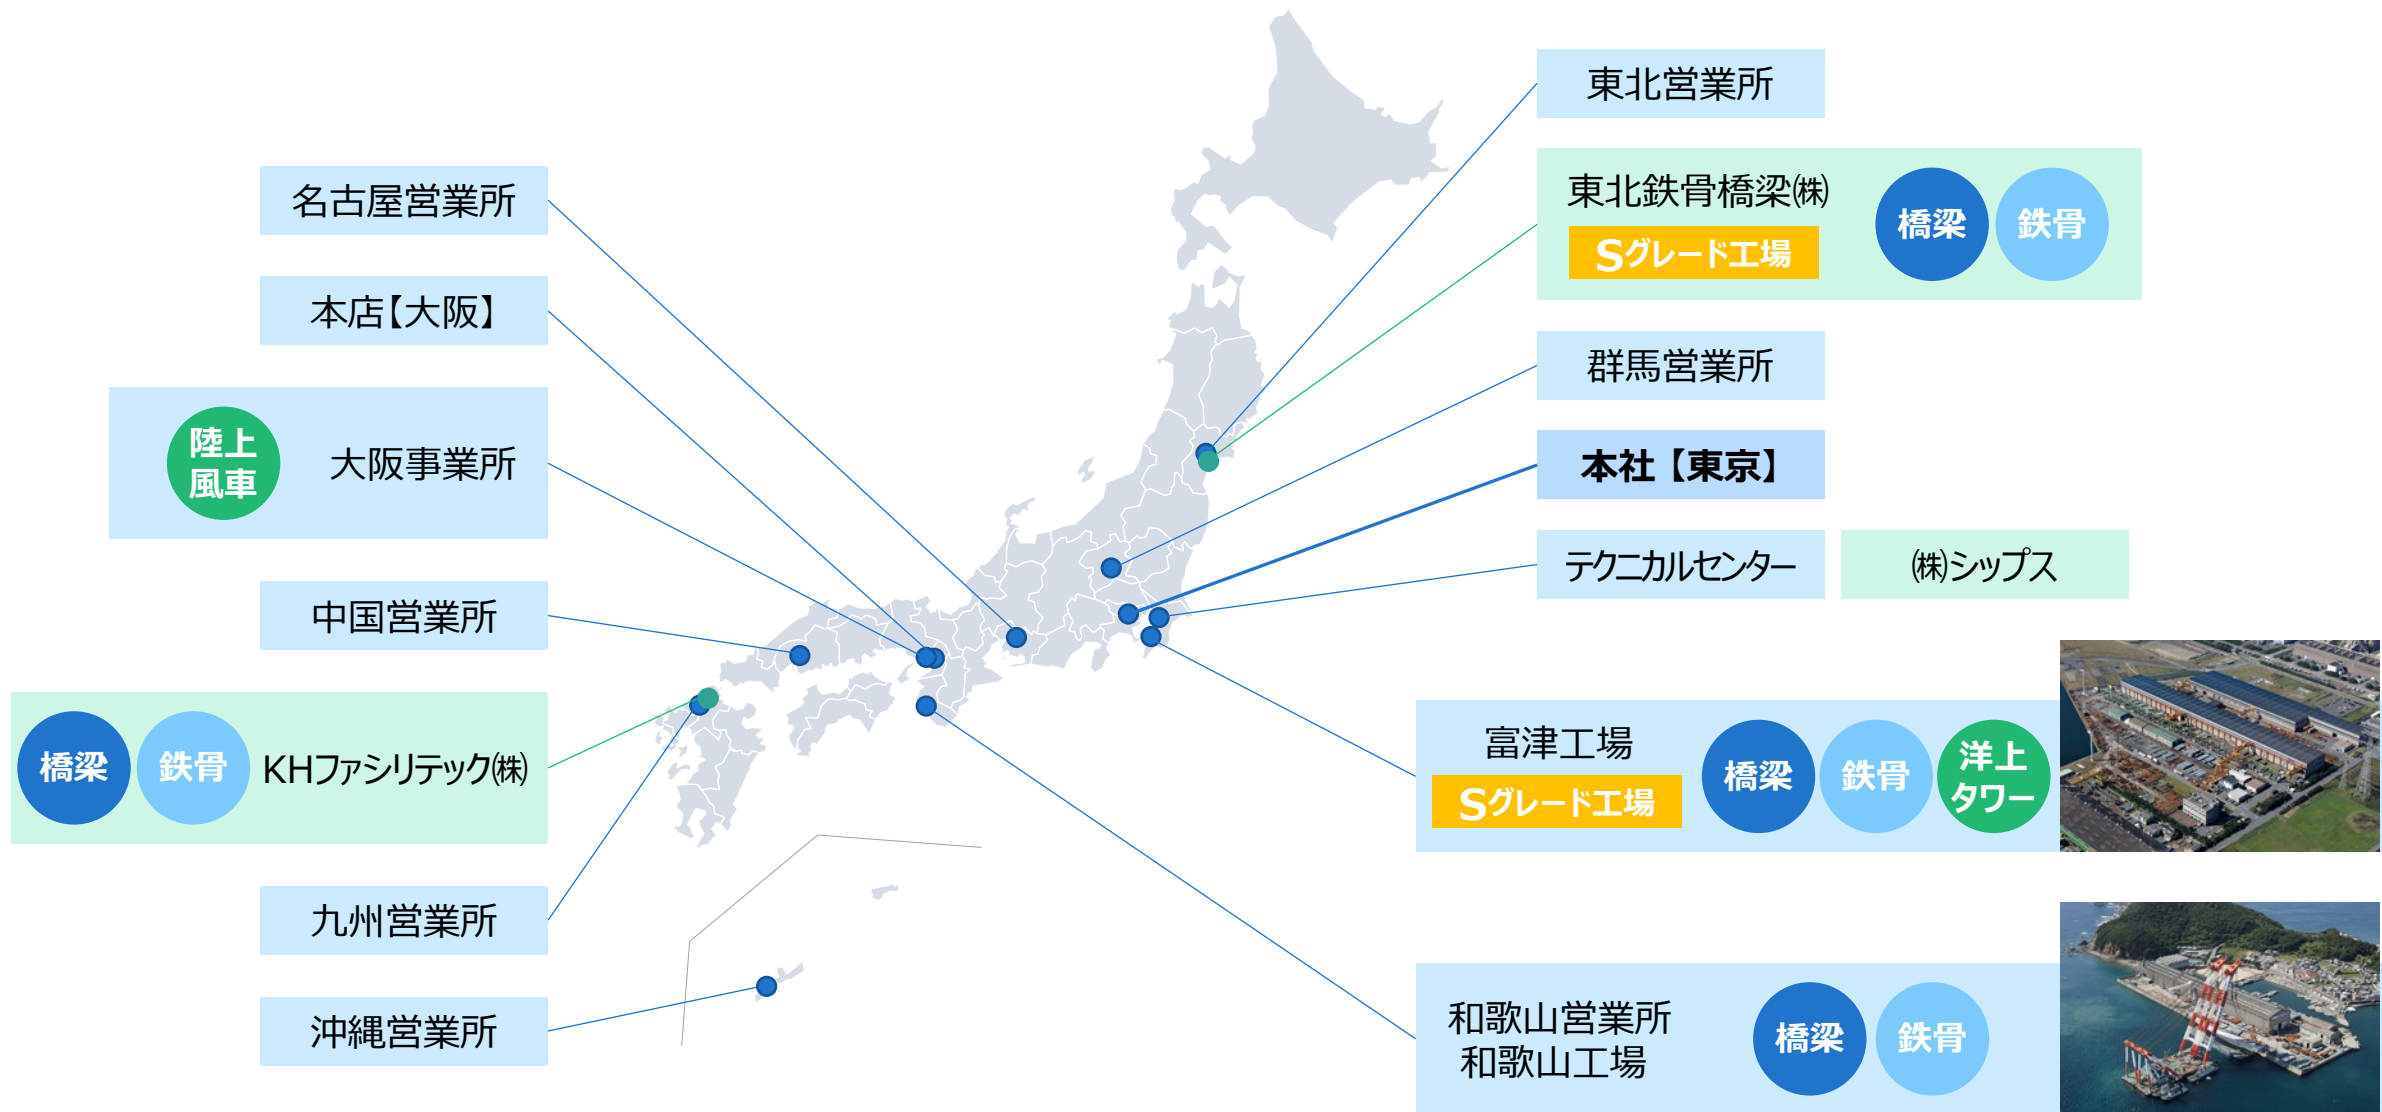 名古屋営業所
本店【大阪】
陸上
風車
大阪事業所
中国営業所
橋梁
鉄骨
KHファシリテック㈱
九州営業所
沖縄営業所
東北営業所
東北鉄骨橋梁㈱
Sグレード工場
橋梁
鉄骨
群馬営業所
本社【東京】
テクニカルセンター
㈱シップス
富津工場
Sグレード工場
橋梁
鉄骨
洋上
タワー
和歌山営業所
和歌山工場
橋梁
鉄骨